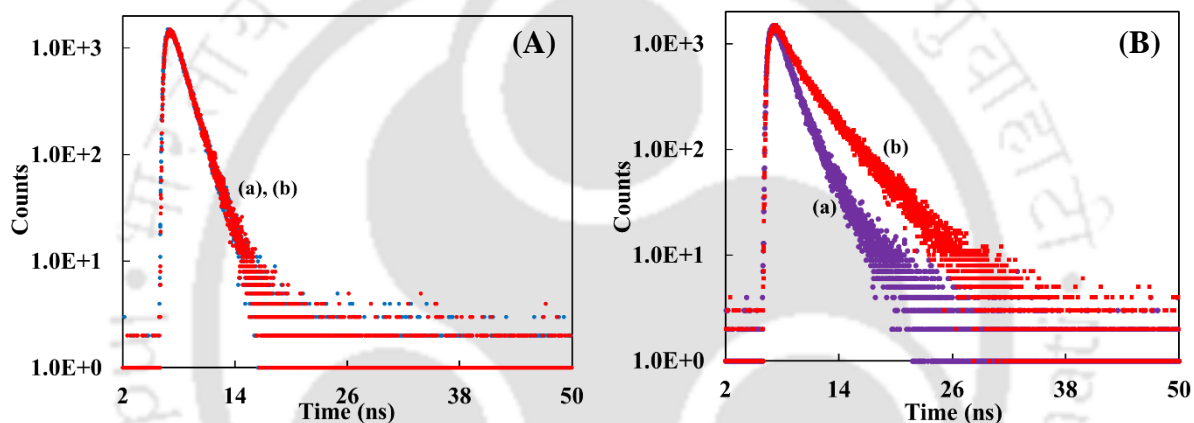 (A)
1.0E+3
1.0E+2
1.0E+1
1.0E+0
Counts
(a), (b)
2 14 26 38 50
Time (ns)
(B)
1.0E+3
1.0E+2
1.0E+1
1.0E+0
Counts
(b)
(a)
2 14 26 38 50
Time (ns)